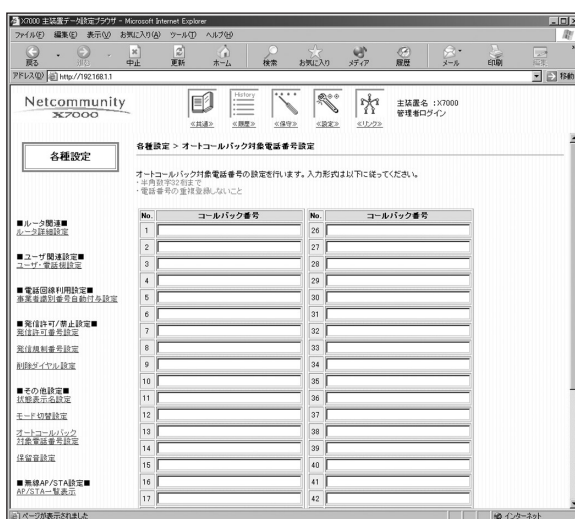 X7000 主装置データ設定ブラウザ - Microsoft Internet Explorer
ファイル(F) 編集(E) 表示(V) お気に入り(A) ツール(T) ヘルプ(H)
戻る 進む 中止 更新 ホーム 検索 お気に入り メディア 履歴 メール 印刷 編集
アドレス(D) http://192.168.1.1 移動
Netcommunity
X7000
History
≪共通≫ ≪履歴≫ ≪保守≫ ≪設定≫ ≪リンク≫
主装置名 :X7000
管理者ログイン
各種設定
各種設定 > オートコールバック対象電話番号設定
オートコールバック対象電話番号の設定を行います。入力形式は以下に従ってください。
・半角数字32桁まで
・電話番号の重複登録しないこと
■ルータ関連■
ルータ詳細設定
■ユーザ関連設定■
ユーザ・電話機設定
■電話回線利用設定■
事業者識別番号自動付与設定
■発信許可/禁止設定■
発信許可番号設定
発信規制番号設定
削除ダイヤル設定
■その他設定■
状態表示名設定
モード切替設定
オートコールバック
対象電話番号設定
保留音設定
■無線AP/STA設定■
AP/STA一覧表示
No. コールバック番号 No. コールバック番号
1 26
2 27
3 28
4 29
5 30
6 31
7 32
8 33
9 34
10 35
11 36
12 37
13 38
14 39
15 40
16 41
17 42
ページが表示されました インターネット